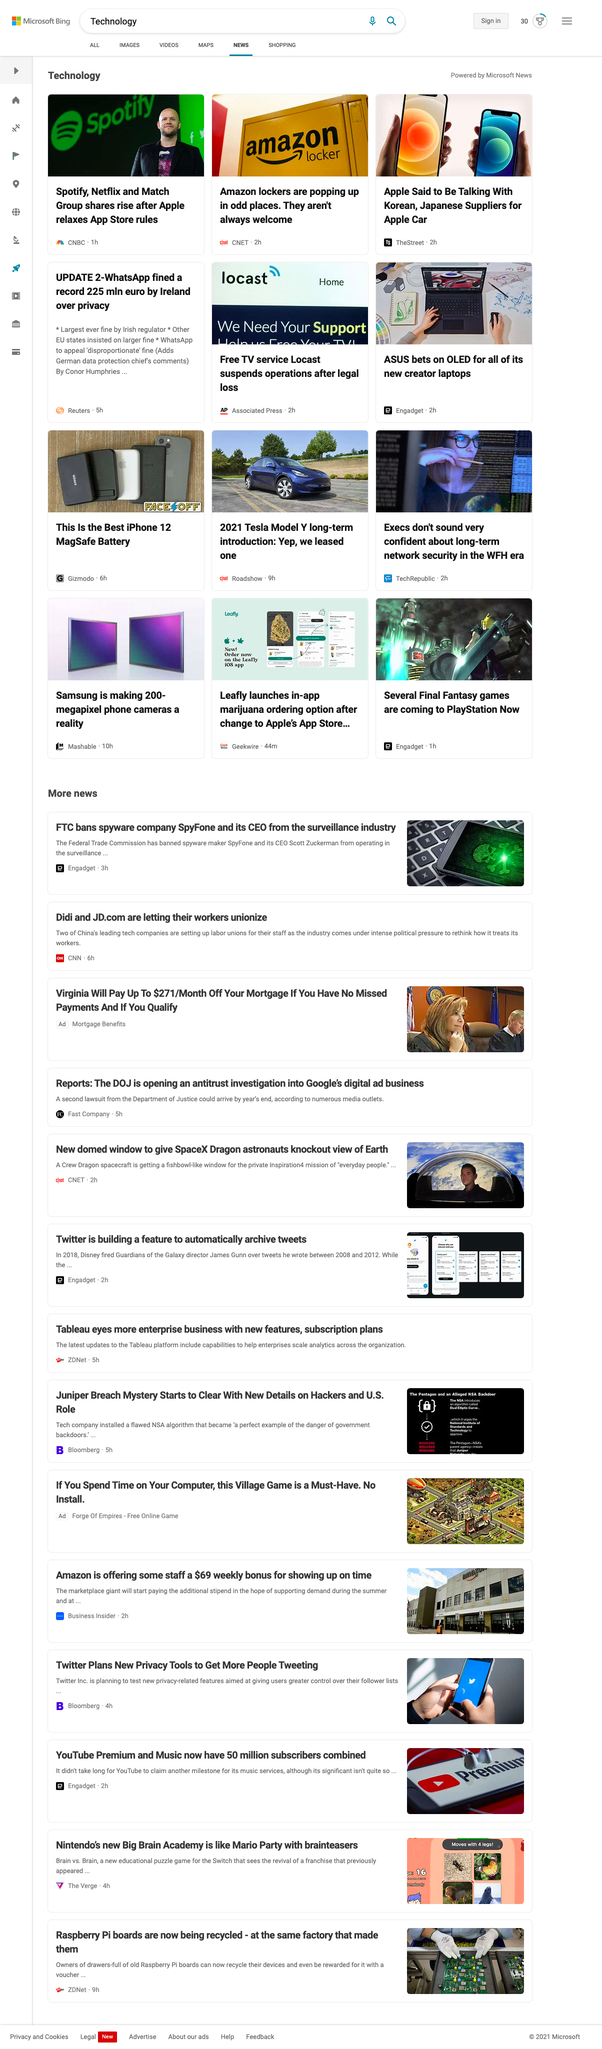 Microsoft Bing
Technology
Sign in
30
ALL
IMAGES
VIDEOS
MAPS
NEWS
SHOPPING
Technology
Powered by Microsoft News
Spotify
Spotify, Netflix and Match
Group shares rise after Apple
relaxes App Store rules
CNBC · 1h
amazon
locker
Amazon lockers are popping up
in odd places. They aren't
always welcome
CNET · 2h
Apple Said to Be Talking With
Korean, Japanese Suppliers for
Apple Car
TheStreet · 2h
UPDATE 2-WhatsApp fined a
record 225 mln euro by Ireland
over privacy
* Largest ever fine by Irish regulator * Other
EU states insisted on larger fine * WhatsApp
to appeal 'disproportionate' fine (Adds
German data protection chief's comments)
By Conor Humphries ...
Reuters · 5h
locast
Home
We Need Your Support
Help us Free Your TV!
Free TV service Locast
suspends operations after legal
loss
AP
Associated Press · 2h
ASUS bets on OLED for all of its
new creator laptops
Engadget · 2h
FACE OFF
This Is the Best iPhone 12
MagSafe Battery
G
Gizmodo · 6h
2021 Tesla Model Y long-term
introduction: Yep, we leased
one
Roadshow · 9h
Execs don't sound very
confident about long-term
network security in the WFH era
TechRepublic · 2h
Samsung is making 200-
megapixel phone cameras a
reality
Mashable · 10h
Leafly
New!
Order now
on the Leafly
iOS app
Leafly launches in-app
marijuana ordering option after
change to Apple's App Store...
Geekwire · 44m
Several Final Fantasy games
are coming to PlayStation Now
Engadget · 1h
More news
FTC bans spyware company SpyFone and its CEO from the surveillance industry
The Federal Trade Commission has banned spyware maker SpyFone and its CEO Scott Zuckerman from operating in
the surveillance ...
Engadget · 3h
Didi and JD.com are letting their workers unionize
Two of China's leading tech companies are setting up labor unions for their staff as the industry comes under intense political pressure to rethink how it treats its
workers.
CNN
CNN · 6h
Virginia Will Pay Up To $271/Month Off Your Mortgage If You Have No Missed
Payments And If You Qualify
Ad Mortgage Benefits
Reports: The DOJ is opening an antitrust investigation into Google's digital ad business
A second lawsuit from the Department of Justice could arrive by year's end, according to numerous media outlets.
Fast Company · 5h
New domed window to give SpaceX Dragon astronauts knockout view of Earth
A Crew Dragon spacecraft is getting a fishbowl-like window for the private Inspiration4 mission of "everyday people." ...
CNET · 2h
Twitter is building a feature to automatically archive tweets
In 2018, Disney fired Guardians of the Galaxy director James Gunn over tweets he wrote between 2008 and 2012. While
the ...
Engadget · 2h
Tableau eyes more enterprise business with new features, subscription plans
The latest updates to the Tableau platform include capabilities to help enterprises scale analytics across the organization.
ZDNet · 5h
Juniper Breach Mystery Starts to Clear With New Details on Hackers and U.S.
Role
Tech company installed a flawed NSA algorithm that became 'a perfect example of the danger of government
backdoors.' ...
B
Bloomberg · 5h
The Pentagon and an Alleged NSA Backdoor
If You Spend Time on Your Computer, this Village Game is a Must-Have. No
Install.
Ad Forge Of Empires - Free Online Game
Amazon is offering some staff a $69 weekly bonus for showing up on time
The marketplace giant will start paying the additional stipend in the hope of supporting demand during the summer
and at ...
Business Insider · 2h
Twitter Plans New Privacy Tools to Get More People Tweeting
Twitter Inc. is planning to test new privacy-related features aimed at giving users greater control over their follower lists
...
B
Bloomberg · 4h
YouTube Premium and Music now have 50 million subscribers combined
It didn't take long for YouTube to claim another milestone for its music services, although its significant isn't quite so ...
Engadget · 2h
Premium
Nintendo's new Big Brain Academy is like Mario Party with brainteasers
Brain vs. Brain, a new educational puzzle game for the Switch that sees the revival of a franchise that previously
appeared ...
The Verge · 4h
Moves with 4 legs!
16
Raspberry Pi boards are now being recycled - at the same factory that made
them
Owners of drawers-full of old Raspberry Pi boards can now recycle their devices and even be rewarded for it with a
voucher ...
ZDNet · 9h
Privacy and Cookies
Legal
New
Advertise
About our ads
Help
Feedback
© 2021 Microsoft